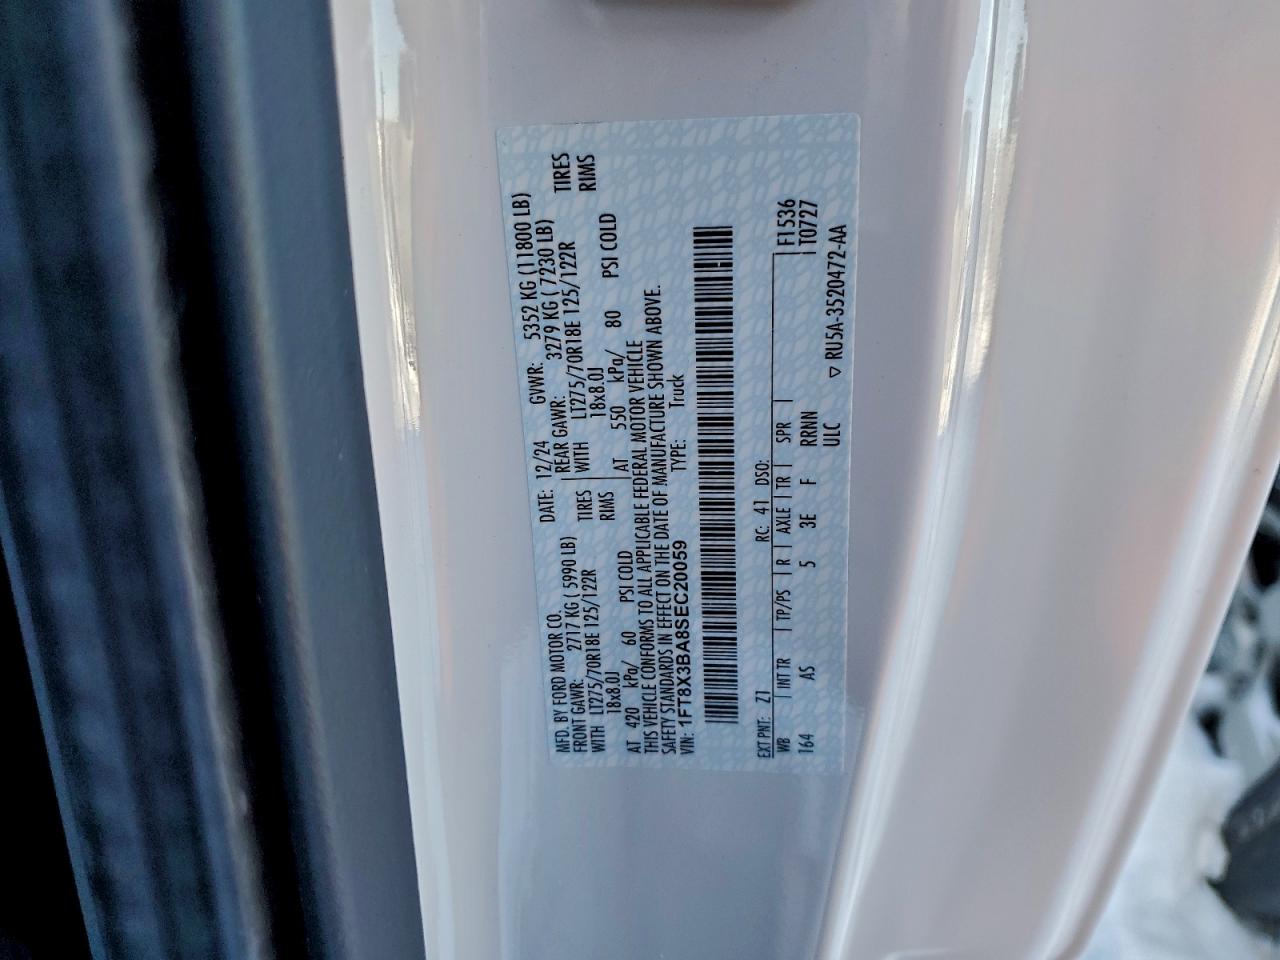 MFD. BY FORD MOTOR CO.
DATE: 12/24 GVWR: 5352 KG (11800 LB)
FRONT GAWR: 2717 KG ( 5990 LB)
REAR GAWR: 3279 KG ( 7230 LB)
WITH LT275/70R18E 125/122R TIRES
WITH LT275/70R18E 125/122R TIRES
18x8.0J RIMS
18x8.0J RIMS
AT 420 kPa/ 60 PSI COLD
AT 550 kPa/ 80 PSI COLD
THIS VEHICLE CONFORMS TO ALL APPLICABLE FEDERAL MOTOR VEHICLE
SAFETY STANDARDS IN EFFECT ON THE DATE OF MANUFACTURE SHOWN ABOVE.
VIN: 1FT8X3BA8SEC20059 TYPE: Truck
EXT PNT: Z1 RC: 41 DSO: F1536
WB INT TR TP/PS R AXLE TR SPR T0727
164 AS 5 3E F RRNN
ULC ▽ RU5A-3520472-AA